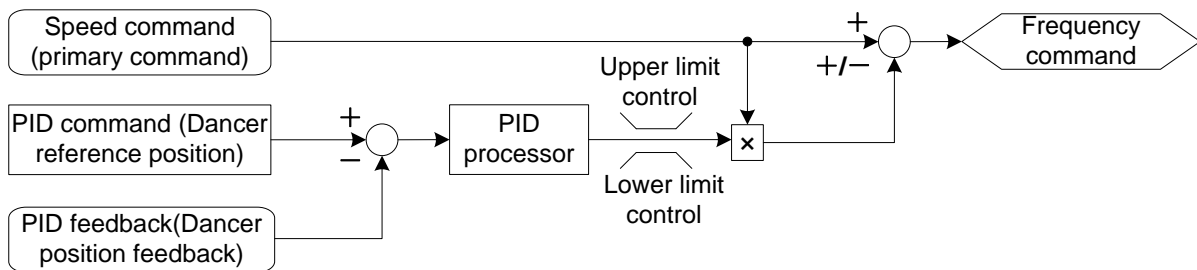 Speed command
(primary command)
+
+/−
Frequency
command
Upper limit
control
PID command (Dancer
reference position)
+
−
PID
processor
×
Lower limit
control
PID feedback(Dancer
position feedback)